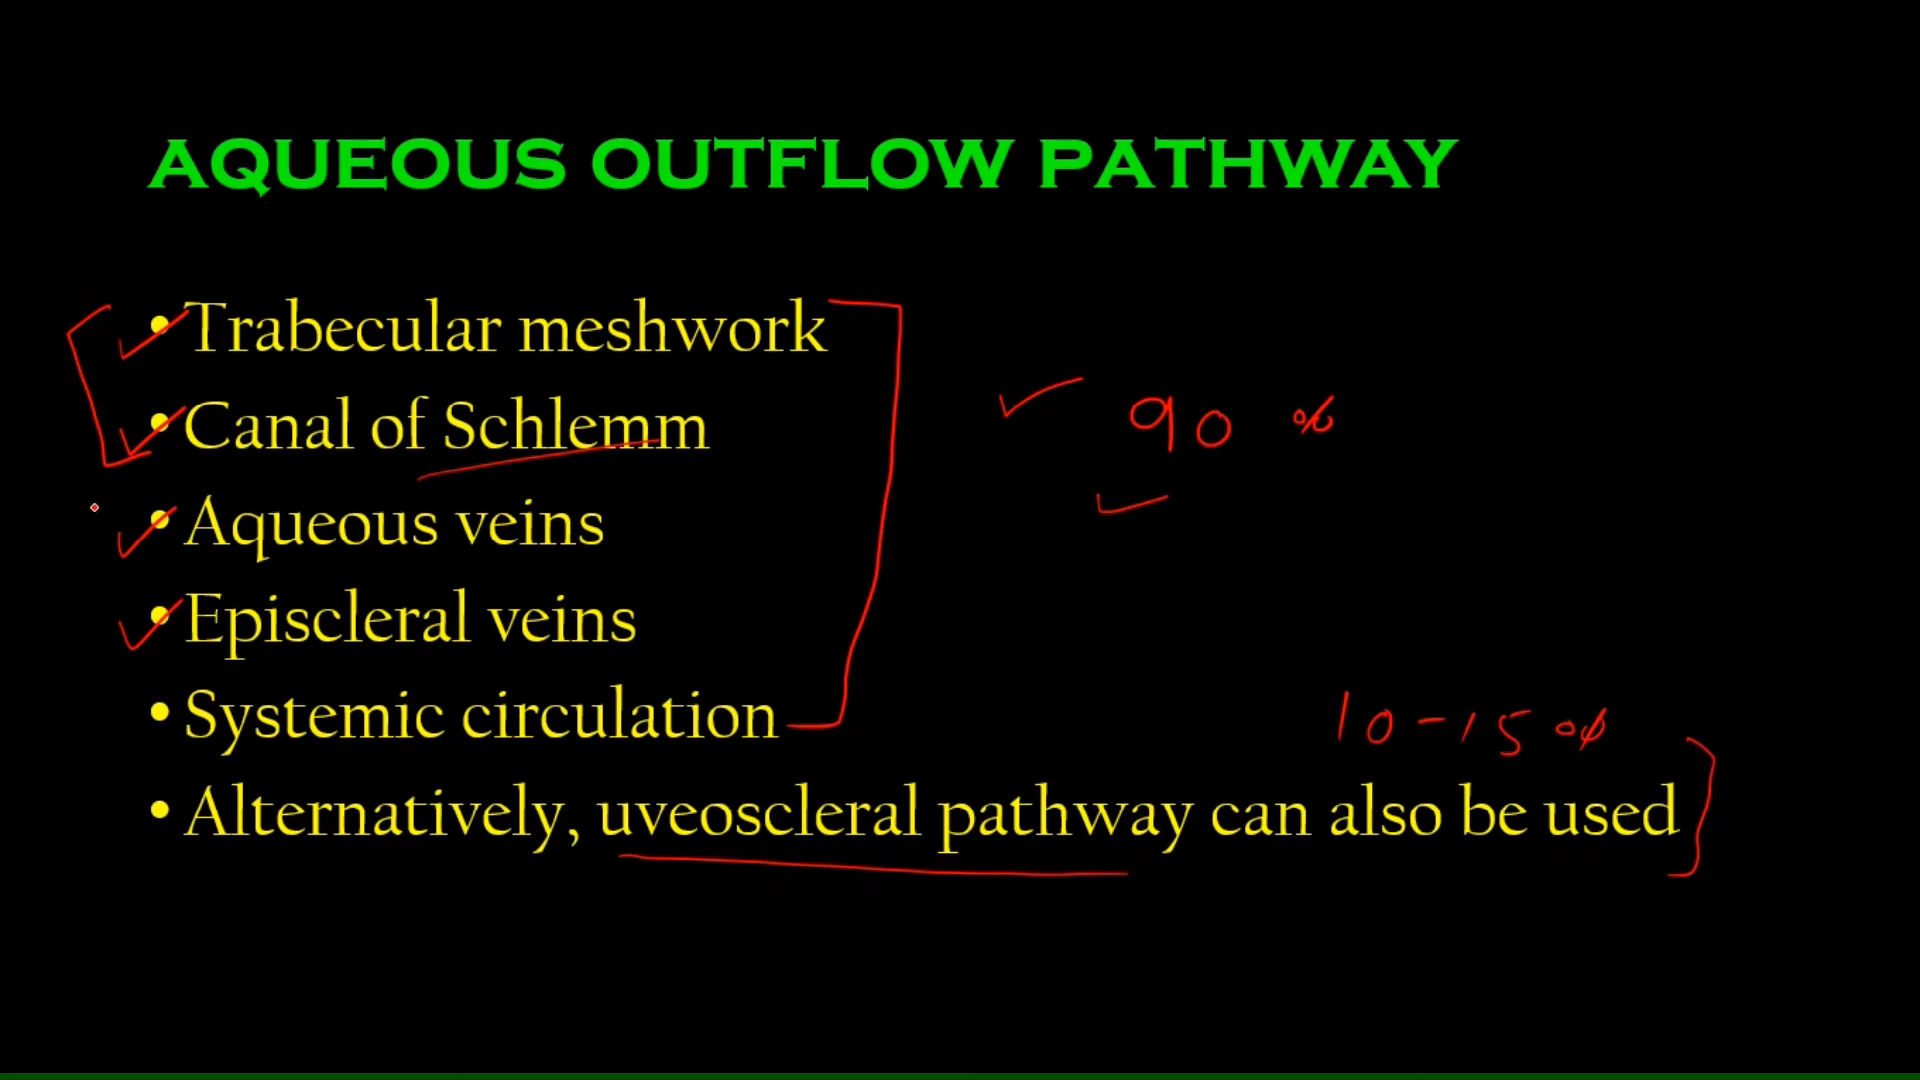 AQUEOUS OUTFLOW PATHWAY
• Trabecular meshwork
• Canal of Schlemm
90 %
• Aqueous veins
• Episcleral veins
• Systemic circulation
10-15 %
• Alternatively, uveoscleral pathway can also be used